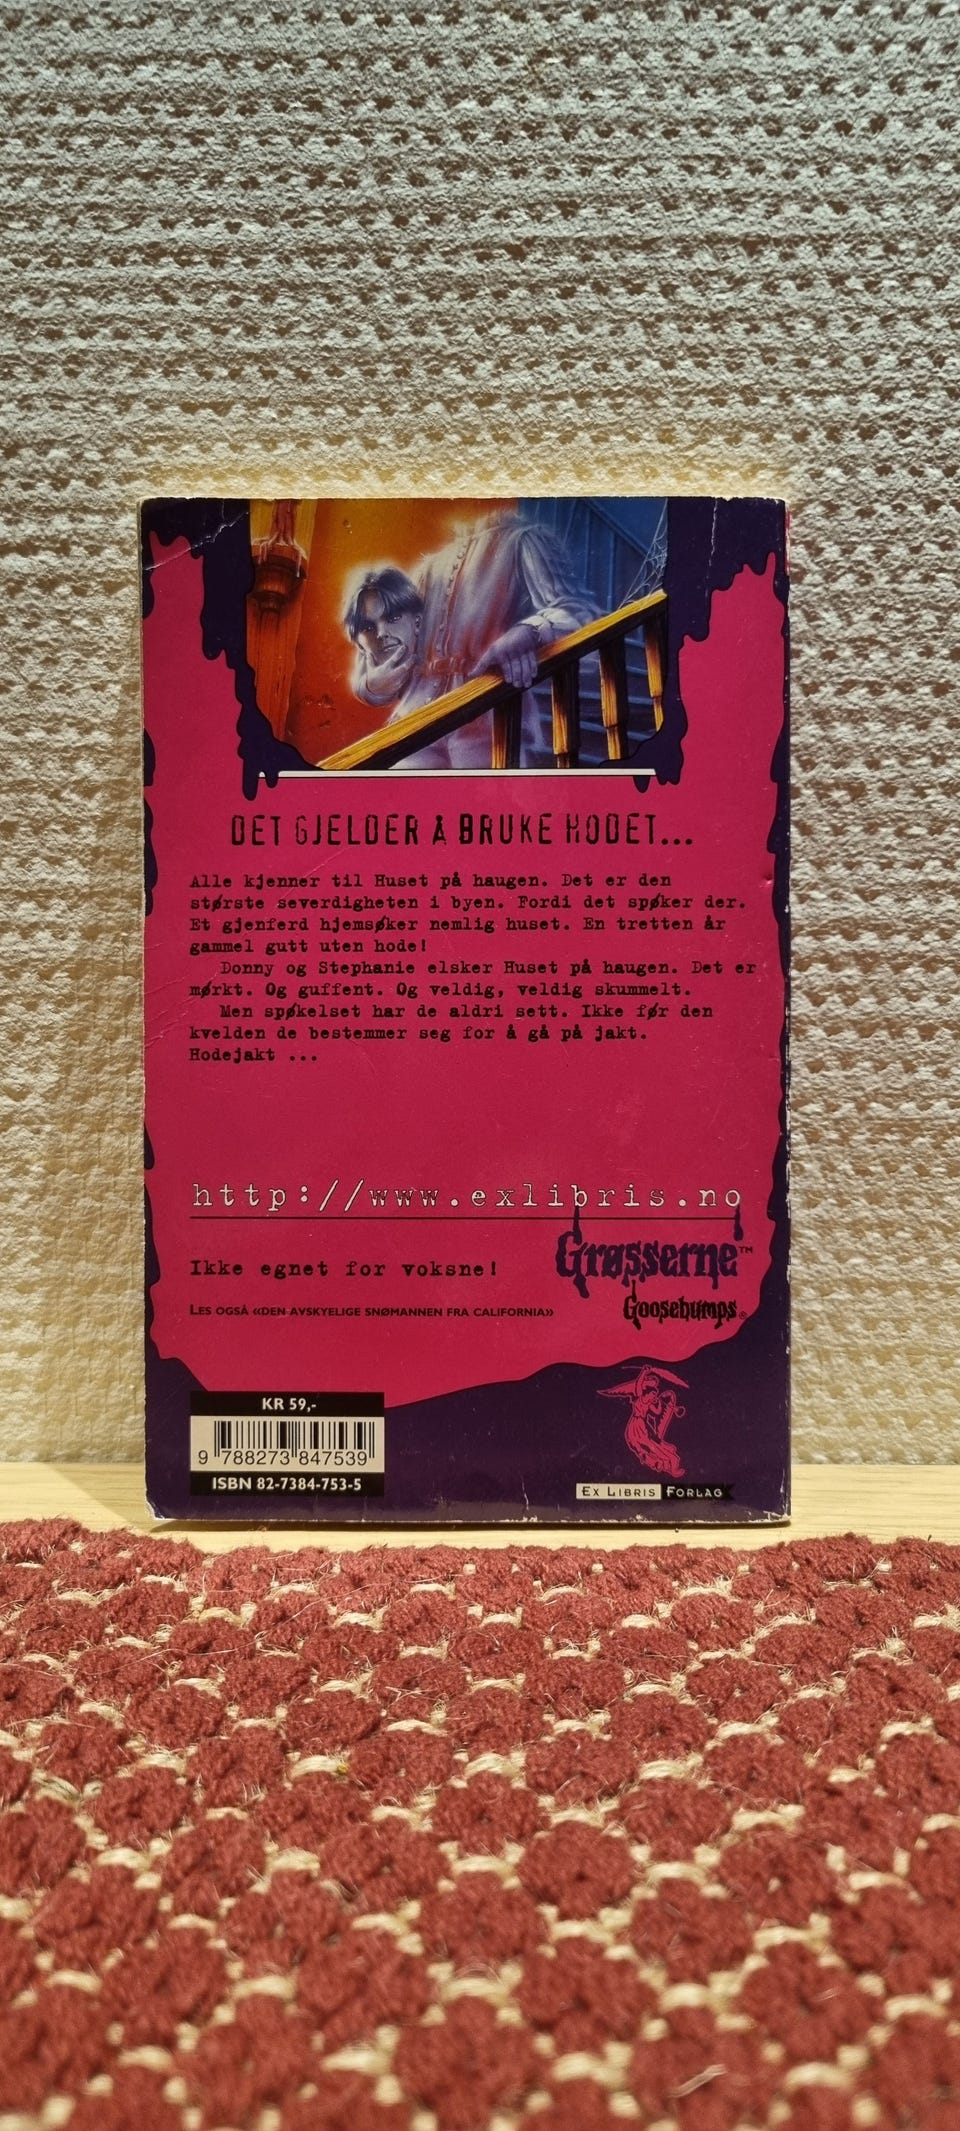 DET GJELDER Å BRUKE HODET...
Alle kjenner til Huset på haugen. Det er den
største severdigheten i byen. Fordi det spøker der.
Et gjenferd hjemsøker nemlig huset. En tretten år
gammel gutt uten hode!
Donny og Stephanie elsker Huset på haugen. Det er
mørkt. Og guffent. Og veldig, veldig skummelt.
Men spøkelset har de aldri sett. Ikke før den
kvelden de bestemmer seg for å gå på jakt.
Hodejakt ...
http://www.exlibris.no
Grøsserne™
Ikke egnet for voksne!
Goosebumps®
LES OGSÅ «DEN AVSKYELIGE SNØMANNEN FRA CALIFORNIA»
KR 59,-
9 788273 847539
ISBN 82-7384-753-5
EX LIBRIS FORLAG